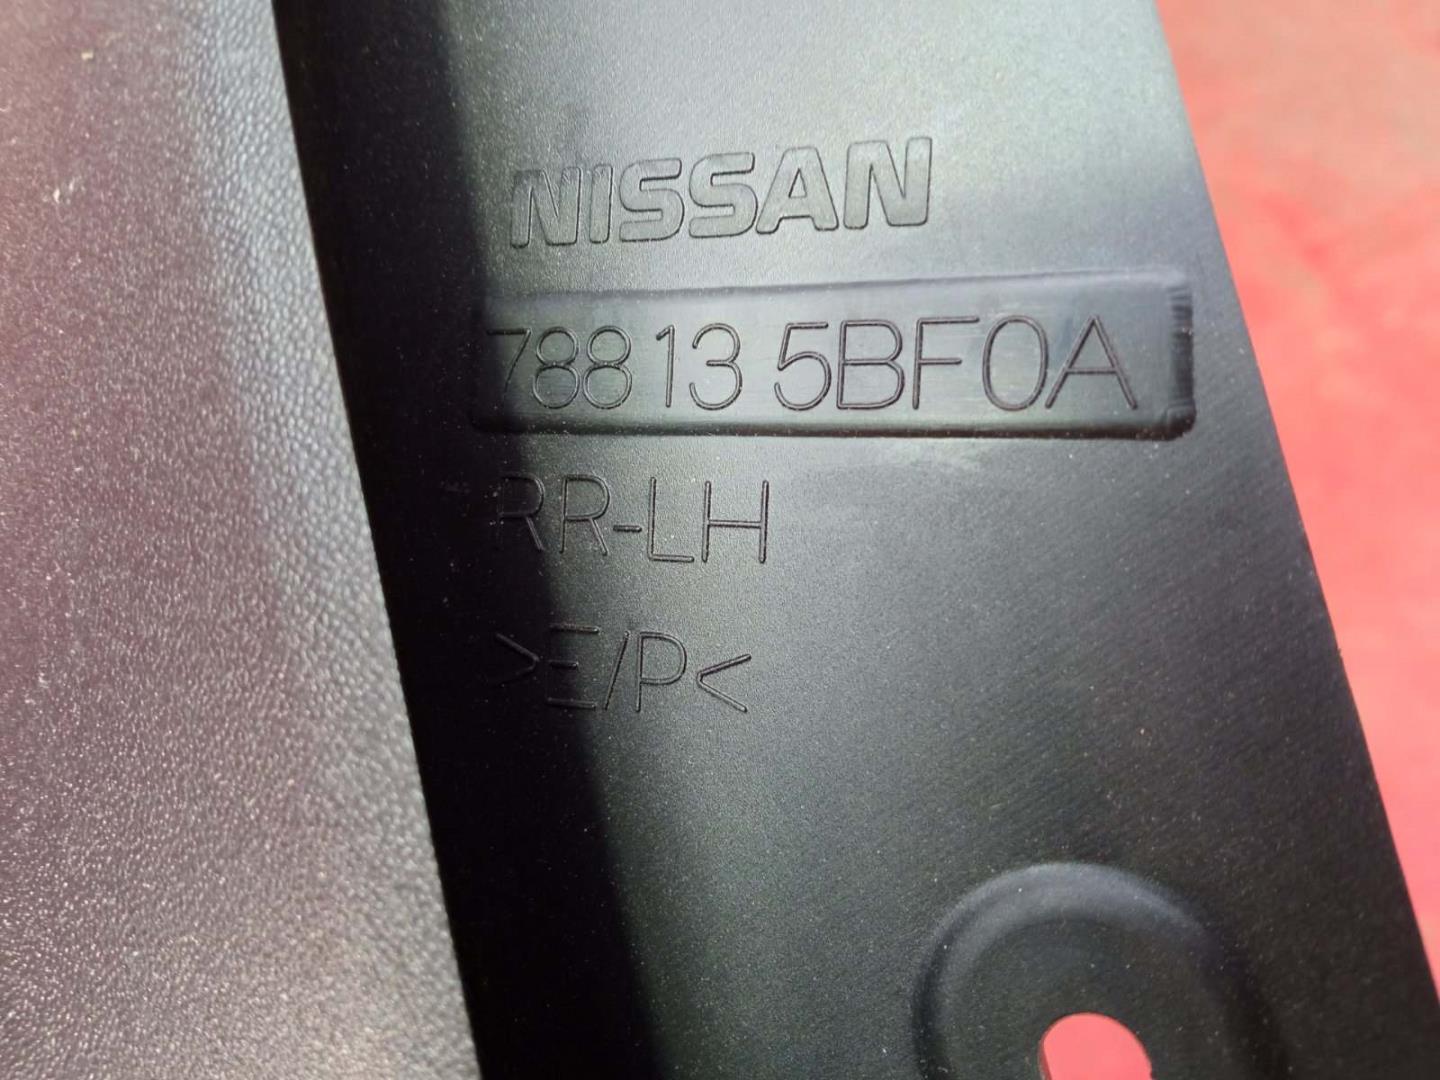 NISSAN
78813 5BF0A
RR-LH
>E/P<